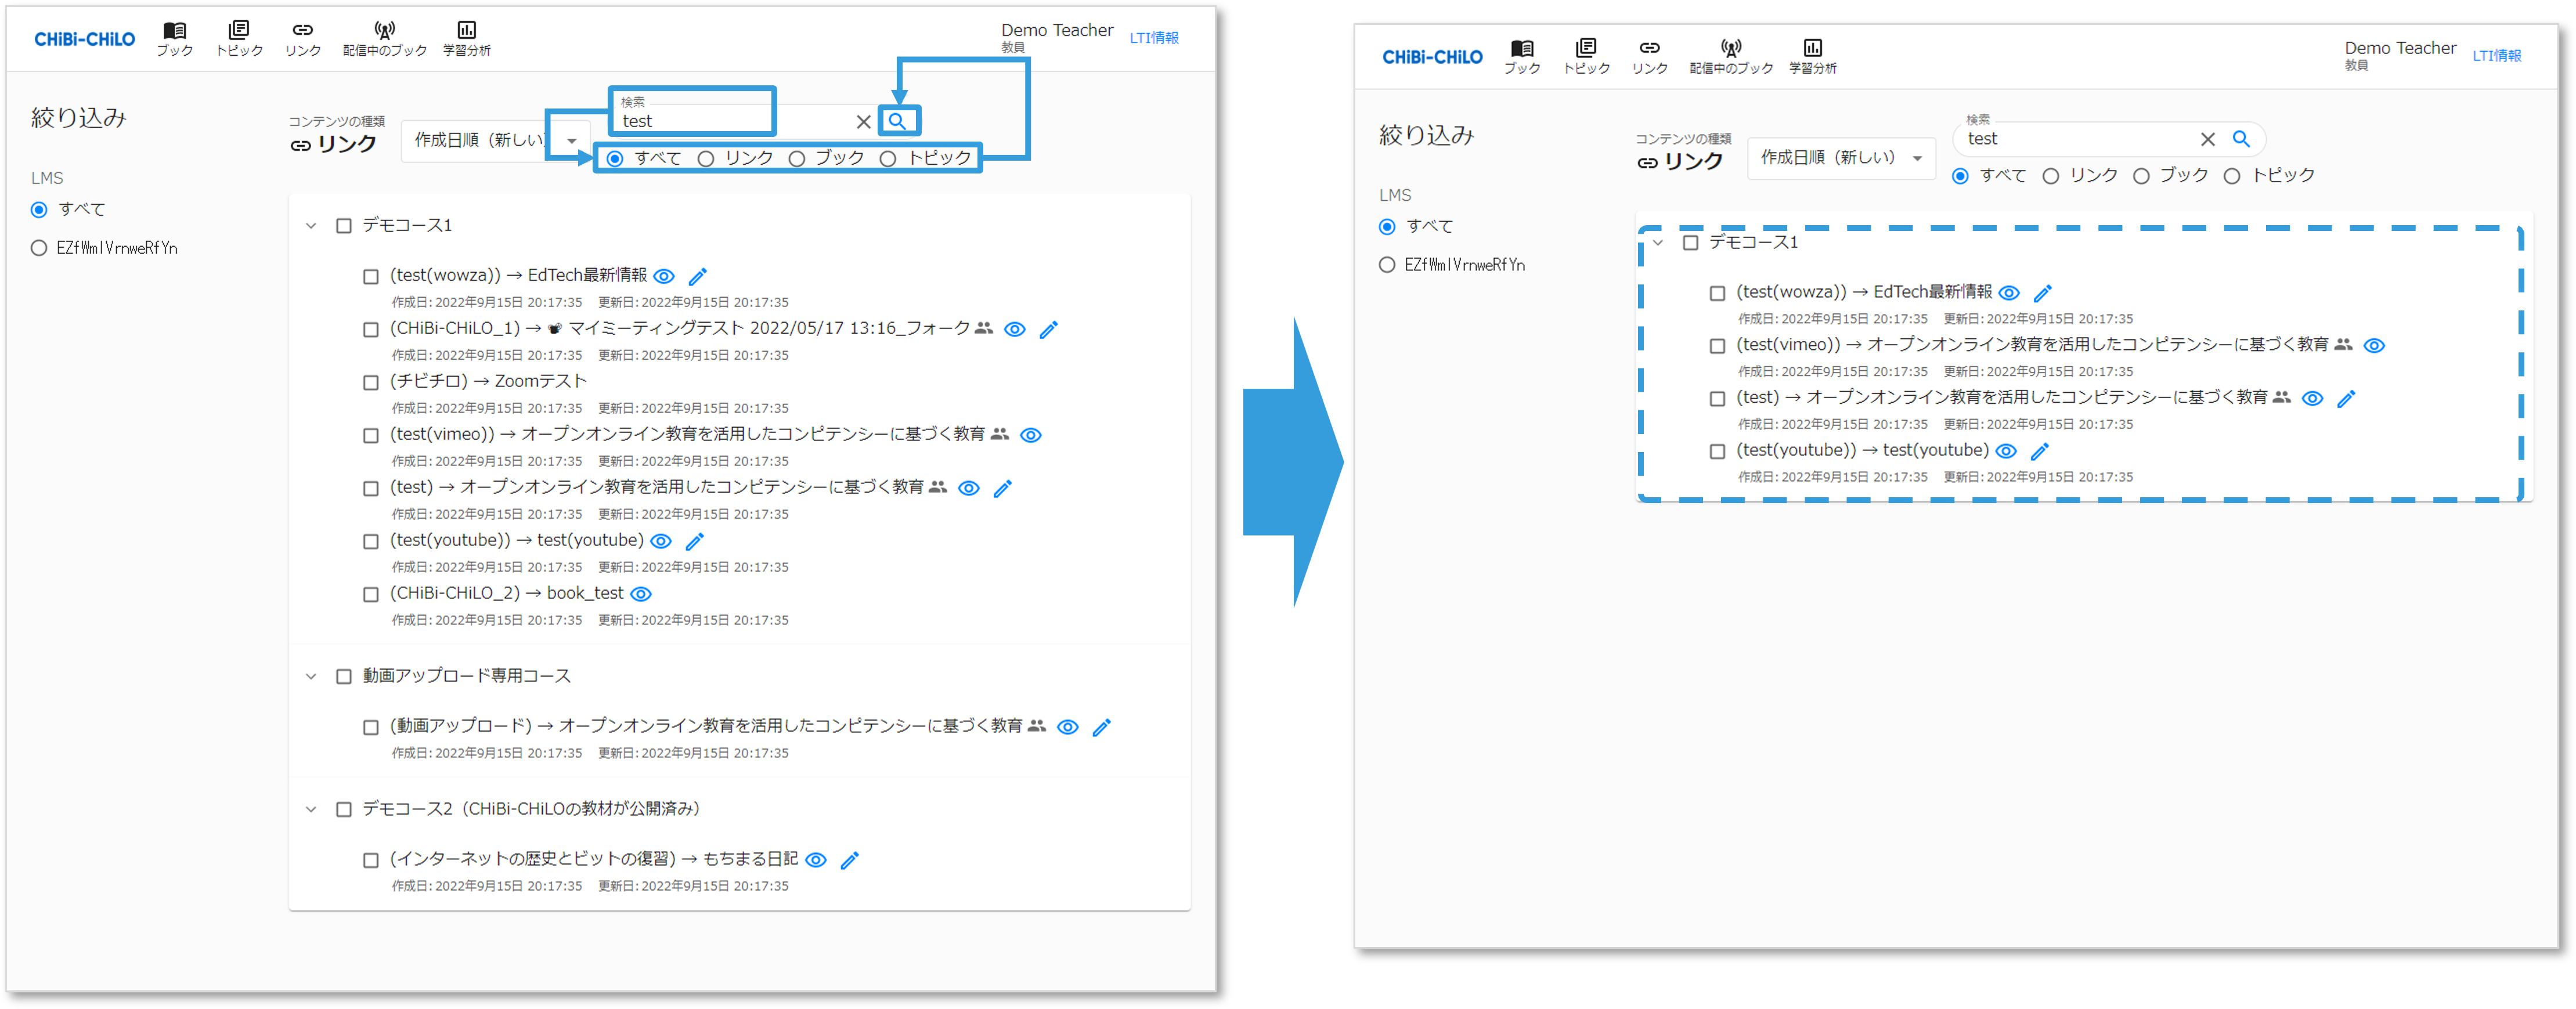 CHiBi-CHiLO
ブック
トピック
リンク
配信中のブック
学習分析
Demo Teacher
教員
LTI情報
絞り込み
コンテンツの種類
リンク
作成日順（新しい）
検索
test
すべて リンク ブック トピック
LMS
すべて
EZfWmlVrnweRfYn
デモコース1
(test(wowza)) → EdTech最新情報
作成日: 2022年9月15日 20:17:35 更新日: 2022年9月15日 20:17:35
(CHiBi-CHiLO_1) → マイミーティングテスト 2022/05/17 13:16_フォーク
作成日: 2022年9月15日 20:17:35 更新日: 2022年9月15日 20:17:35
(チビチロ) → Zoomテスト
作成日: 2022年9月15日 20:17:35 更新日: 2022年9月15日 20:17:35
(test(vimeo)) → オープンオンライン教育を活用したコンピテンシーに基づく教育
作成日: 2022年9月15日 20:17:35 更新日: 2022年9月15日 20:17:35
(test) → オープンオンライン教育を活用したコンピテンシーに基づく教育
作成日: 2022年9月15日 20:17:35 更新日: 2022年9月15日 20:17:35
(test(youtube)) → test(youtube)
作成日: 2022年9月15日 20:17:35 更新日: 2022年9月15日 20:17:35
(CHiBi-CHiLO_2) → book_test
作成日: 2022年9月15日 20:17:35 更新日: 2022年9月15日 20:17:35
動画アップロード専用コース
(動画アップロード) → オープンオンライン教育を活用したコンピテンシーに基づく教育
作成日: 2022年9月15日 20:17:35 更新日: 2022年9月15日 20:17:35
デモコース2（CHiBi-CHiLOの教材が公開済み）
(インターネットの歴史とビットの復習) → もちまる日記
作成日: 2022年9月15日 20:17:35 更新日: 2022年9月15日 20:17:35
CHiBi-CHiLO
ブック
トピック
リンク
配信中のブック
学習分析
Demo Teacher
教員
LTI情報
絞り込み
コンテンツの種類
リンク
作成日順（新しい）
検索
test
すべて リンク ブック トピック
LMS
すべて
EZfWmlVrnweRfYn
デモコース1
(test(wowza)) → EdTech最新情報
作成日: 2022年9月15日 20:17:35 更新日: 2022年9月15日 20:17:35
(test(vimeo)) → オープンオンライン教育を活用したコンピテンシーに基づく教育
作成日: 2022年9月15日 20:17:35 更新日: 2022年9月15日 20:17:35
(test) → オープンオンライン教育を活用したコンピテンシーに基づく教育
作成日: 2022年9月15日 20:17:35 更新日: 2022年9月15日 20:17:35
(test(youtube)) → test(youtube)
作成日: 2022年9月15日 20:17:35 更新日: 2022年9月15日 20:17:35